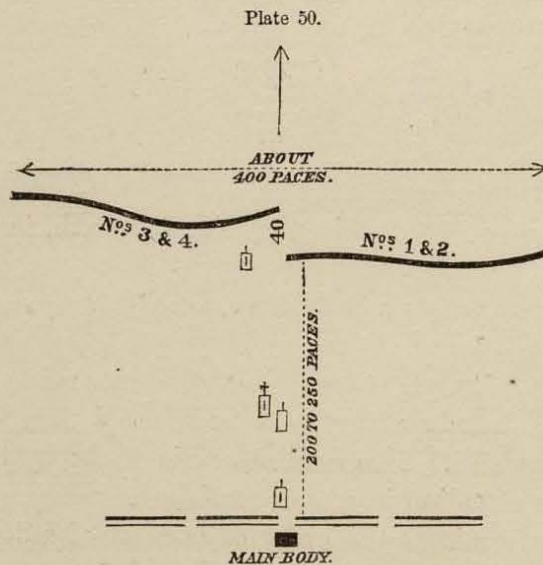 Plate 50.
ABOUT
400 PACES.
Nos 3 & 4.
40
Nos 1 & 2.
200 TO 250 PACES.
MAIN BODY.